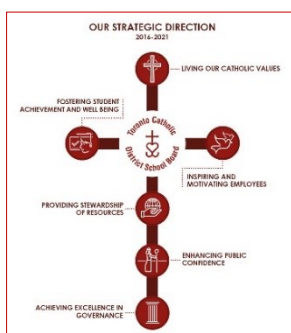 OUR STRATEGIC DIRECTION
2016-2021
LIVING OUR CATHOLIC VALUES
FOSTERING STUDENT
ACHIEVEMENT AND WELL BEING
Toronto Catholic
District School Board
INSPIRING AND
MOTIVATING EMPLOYEES
PROVIDING STEWARDSHIP
OF RESOURCES
ENHANCING PUBLIC
CONFIDENCE
ACHIEVING EXCELLENCE IN
GOVERNANCE